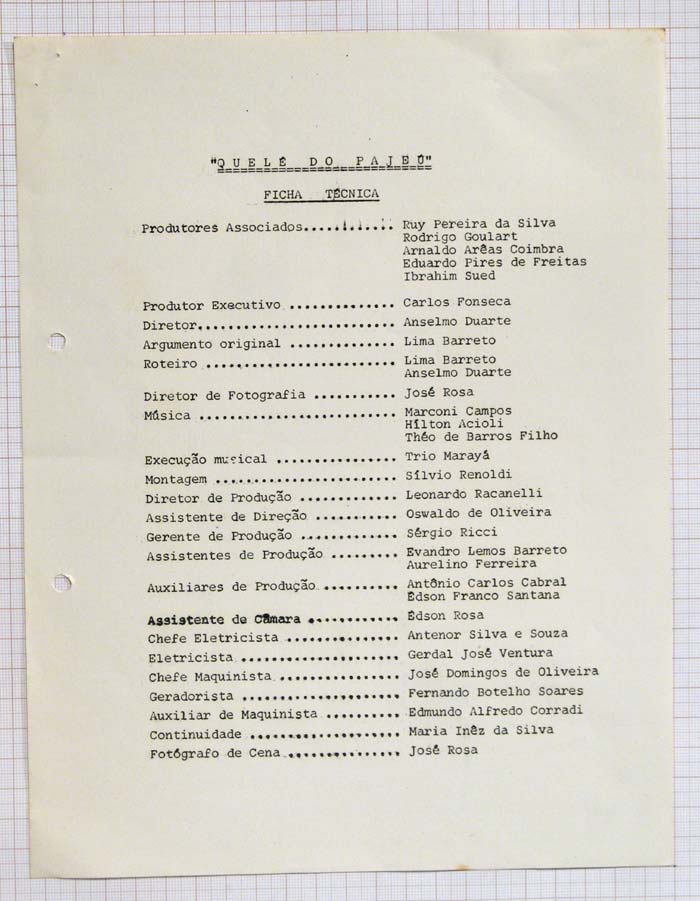 "Q U E L Ê   D O   P A J E Ú"
FICHA TÉCNICA
Produtores Associados.............. Ruy Pereira da Silva
Rodrigo Goulart
Arnaldo Arêas Coimbra
Eduardo Pires de Freitas
Ibrahim Sued
Produtor Executivo .............. Carlos Fonseca
Diretor.......................... Anselmo Duarte
Argumento original .............. Lima Barreto
Roteiro ......................... Lima Barreto
Anselmo Duarte
Diretor de Fotografia ........... José Rosa
Música .......................... Marconi Campos
Hilton Acioli
Théo de Barros Filho
Execução musical ................ Trio Marayá
Montagem ........................ Sílvio Renoldi
Diretor de Produção ............. Leonardo Racanelli
Assistente de Direção ........... Oswaldo de Oliveira
Gerente de Produção ............. Sérgio Ricci
Assistentes de Produção ......... Evandro Lemos Barreto
Aurelino Ferreira
Auxiliares de Produção .......... Antônio Carlos Cabral
Édson Franco Santana
Assistente de Câmara ............ Édson Rosa
Chefe Eletricista ............... Antenor Silva e Souza
Eletricista ..................... Gerdal José Ventura
Chefe Maquinista ................ José Domingos de Oliveira
Geradorista ..................... Fernando Botelho Soares
Auxiliar de Maquinista .......... Edmundo Alfredo Corradi
Continuidade .................... Maria Inêz da Silva
Fotógrafo de Cena ............... José Rosa